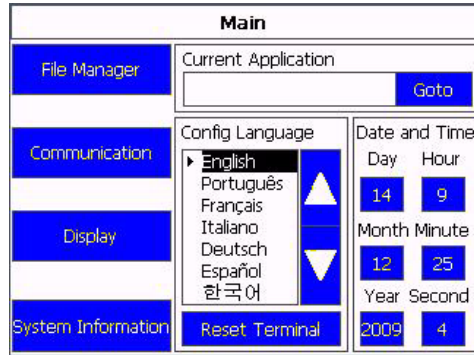 Main
File Manager
Current Application
Goto
Communication
Config Language
English
Português
Français
Italiano
Deutsch
Español
한국어
Display
System Information
Reset Terminal
Date and Time
Day Hour
14 9
Month Minute
12 25
Year Second
2009 4